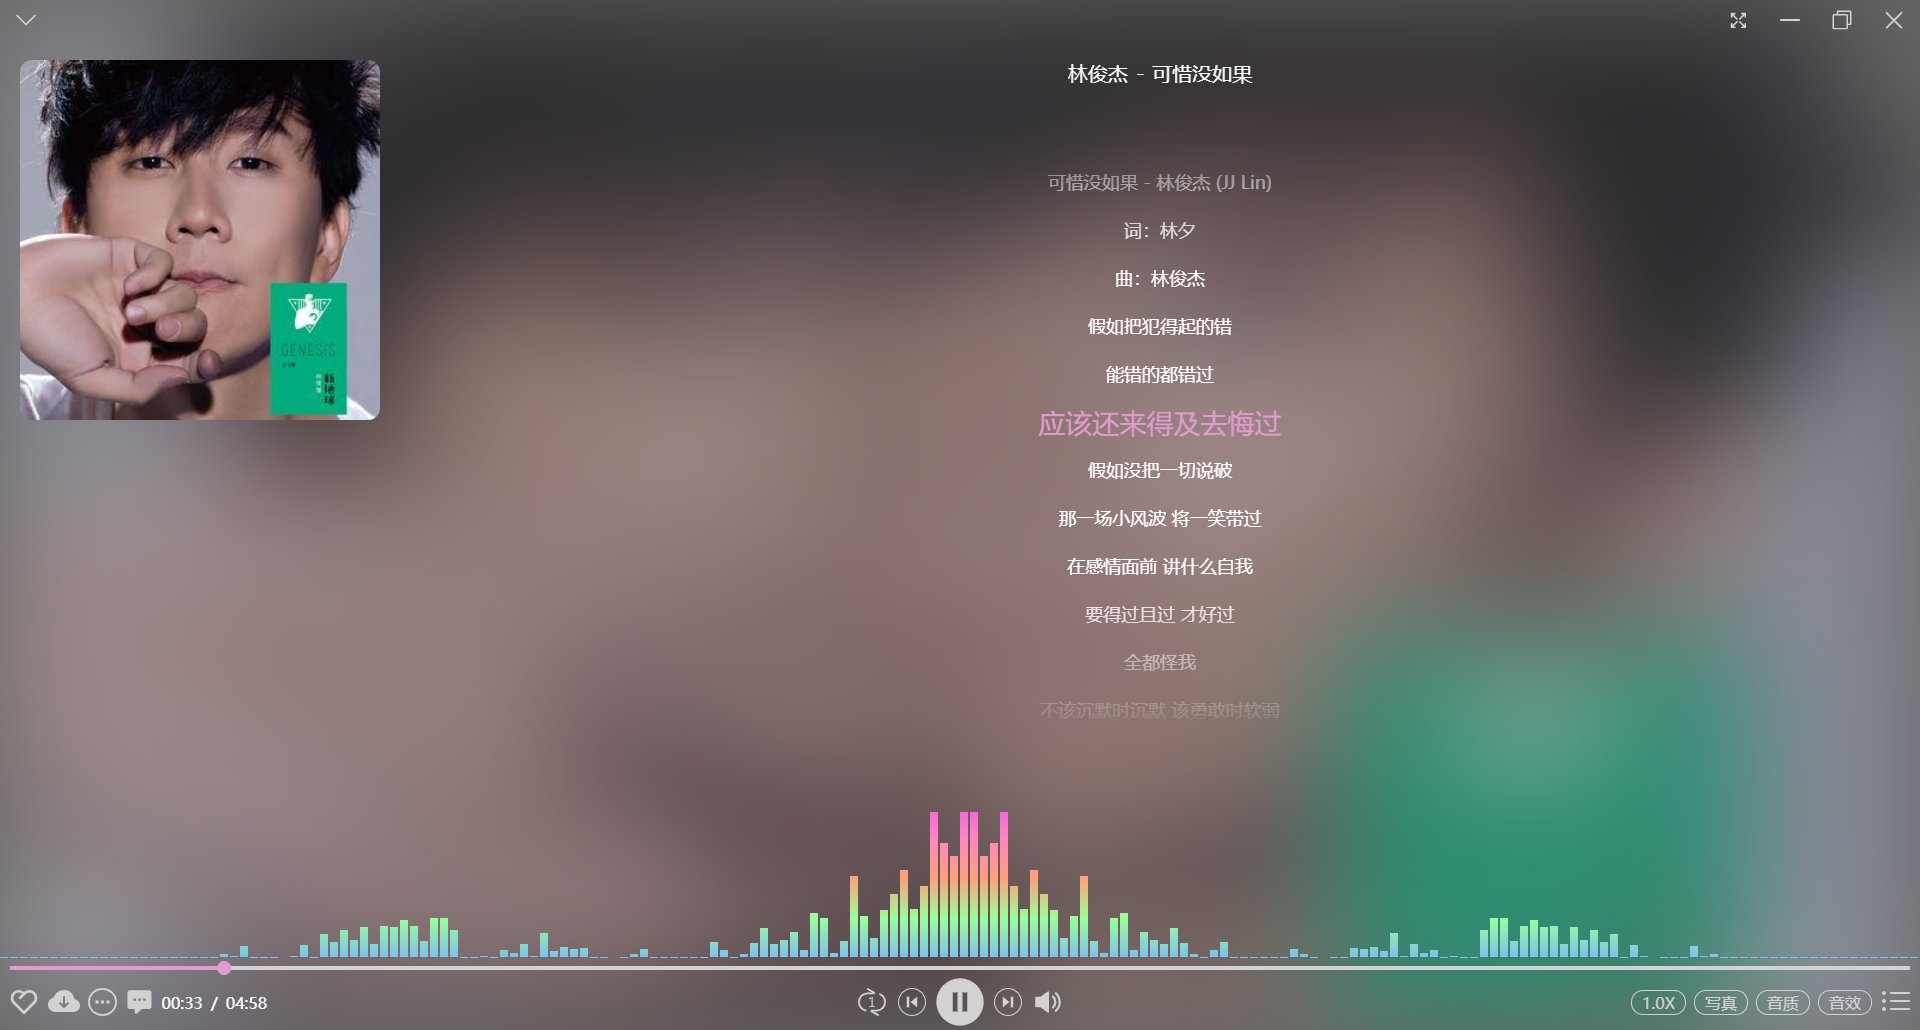 林俊杰 - 可惜没如果
GENESIS
新地球
可惜没如果 - 林俊杰 (JJ Lin)
词：林夕
曲：林俊杰
假如把犯得起的错
能错的都错过
应该还来得及去悔过
假如没把一切说破
那一场小风波 将一笑带过
在感情面前 讲什么自我
要得过且过 才好过
全都怪我
不该沉默时沉默 该勇敢时软弱
00:33 / 04:58
1
1.0X
写真
音质
音效